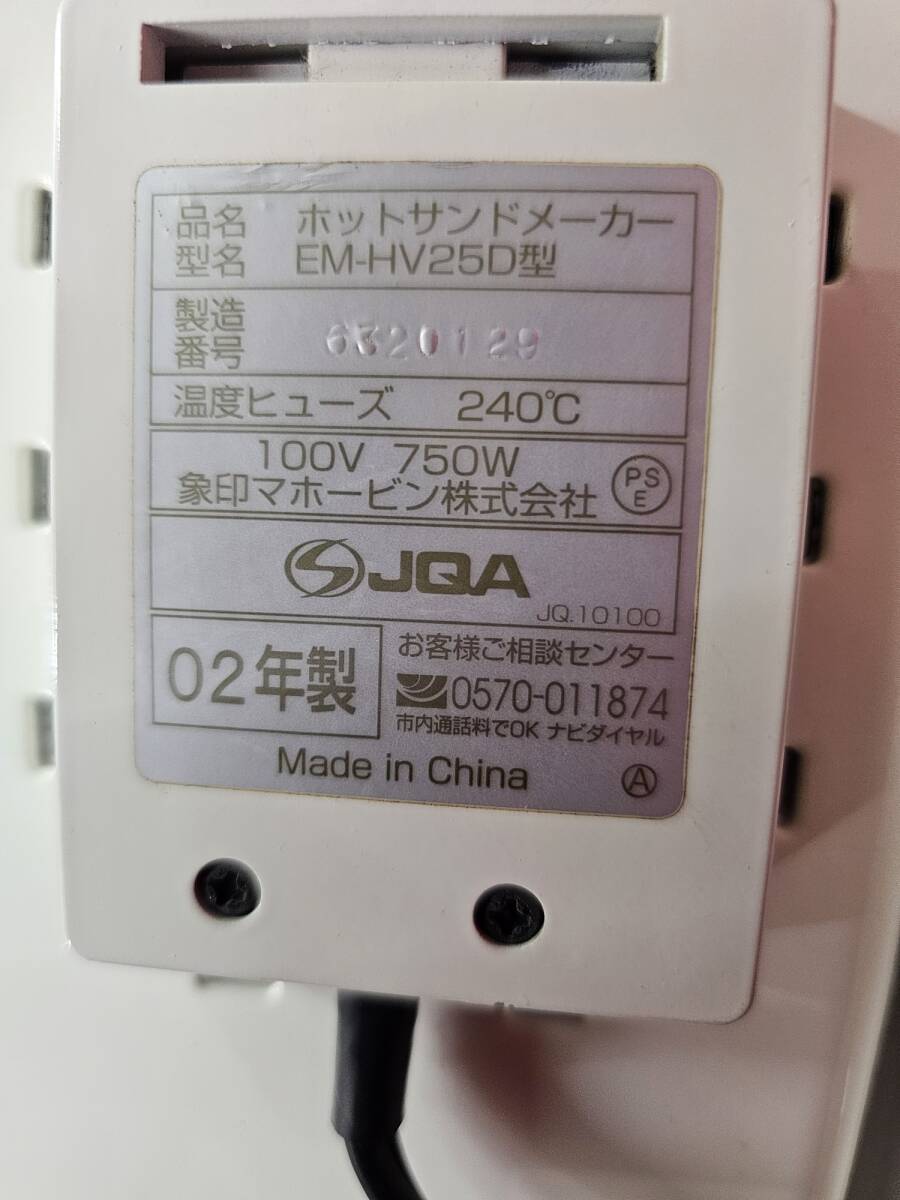 品名 ホットサンドメーカー
型名 EM-HV25D型
製造
番号 6320129
温度ヒューズ 240℃
100V 750W
象印マホービン株式会社
PS
E
JQA
JQ.10100
02年製
お客様ご相談センター
0570-011874
市内通話料でOK ナビダイヤル
Made in China
A